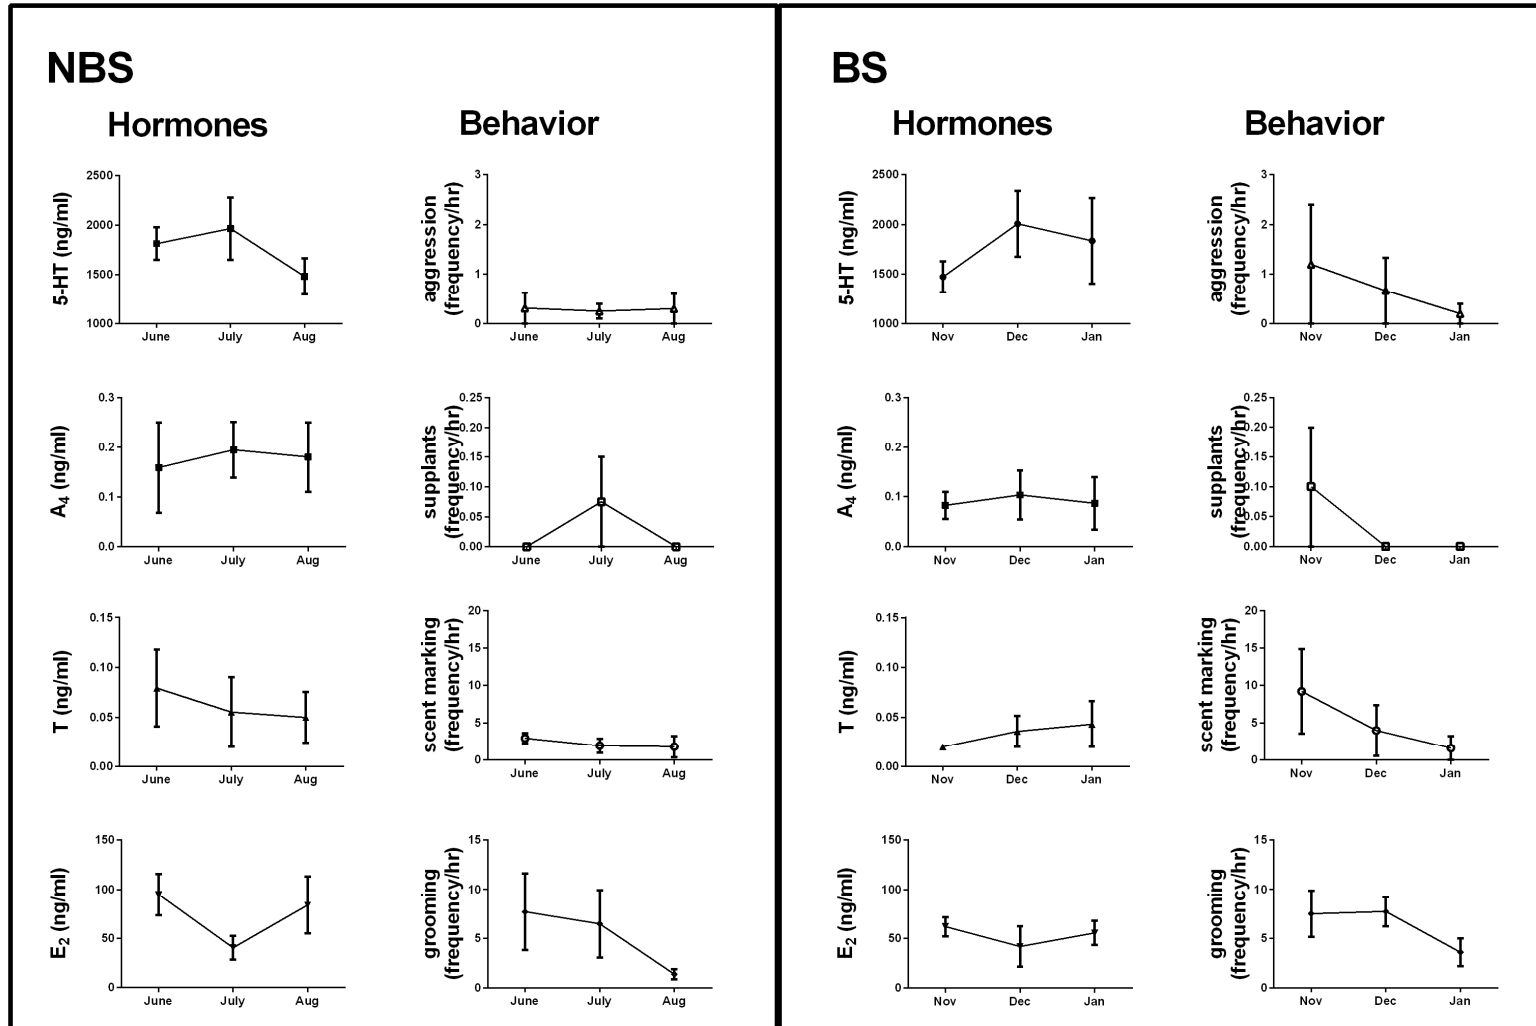 NBS
Hormones
Behavior
5-HT (ng/ml)
2500
2000
1500
1000
June
July
Aug
aggression
(frequency/hr)
3
2
1
0
June
July
Aug
A4 (ng/ml)
0.3
0.2
0.1
0.0
June
July
Aug
supplants
(frequency/hr)
0.25
0.20
0.15
0.10
0.05
0.00
June
July
Aug
T (ng/ml)
0.15
0.10
0.05
0.00
June
July
Aug
scent marking
(frequency/hr)
20
15
10
5
0
June
July
Aug
E2 (ng/ml)
150
100
50
0
June
July
Aug
grooming
(frequency/hr)
15
10
5
0
June
July
Aug
BS
Hormones
Behavior
5-HT (ng/ml)
2500
2000
1500
1000
Nov
Dec
Jan
aggression
(frequency/hr)
3
2
1
0
Nov
Dec
Jan
A4 (ng/ml)
0.3
0.2
0.1
0.0
Nov
Dec
Jan
supplants
(frequency/hr)
0.25
0.20
0.15
0.10
0.05
0.00
Nov
Dec
Jan
T (ng/ml)
0.15
0.10
0.05
0.00
Nov
Dec
Jan
scent marking
(frequency/hr)
20
15
10
5
0
Nov
Dec
Jan
E2 (ng/ml)
150
100
50
0
Nov
Dec
Jan
grooming
(frequency/hr)
15
10
5
0
Nov
Dec
Jan